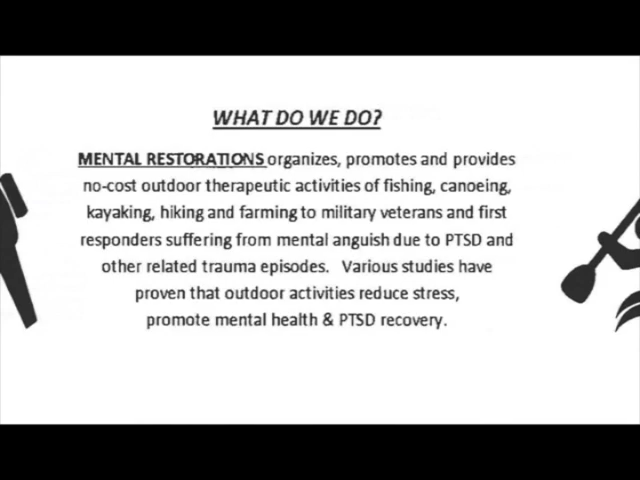 WHAT DO WE DO?
MENTAL RESTORATIONS organizes, promotes and provides
no-cost outdoor therapeutic activities of fishing, canoeing,
kayaking, hiking and farming to military veterans and first
responders suffering from mental anguish due to PTSD and
other related trauma episodes. Various studies have
proven that outdoor activities reduce stress,
promote mental health & PTSD recovery.